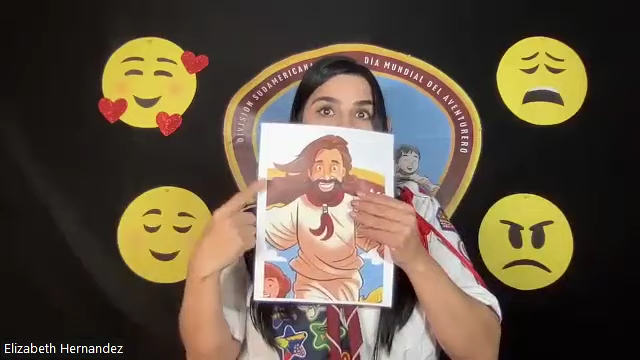 DIVISIÓN SUDAMERICANA
DÍA MUNDIAL DEL AVENTURERO
Elizabeth Hernandez